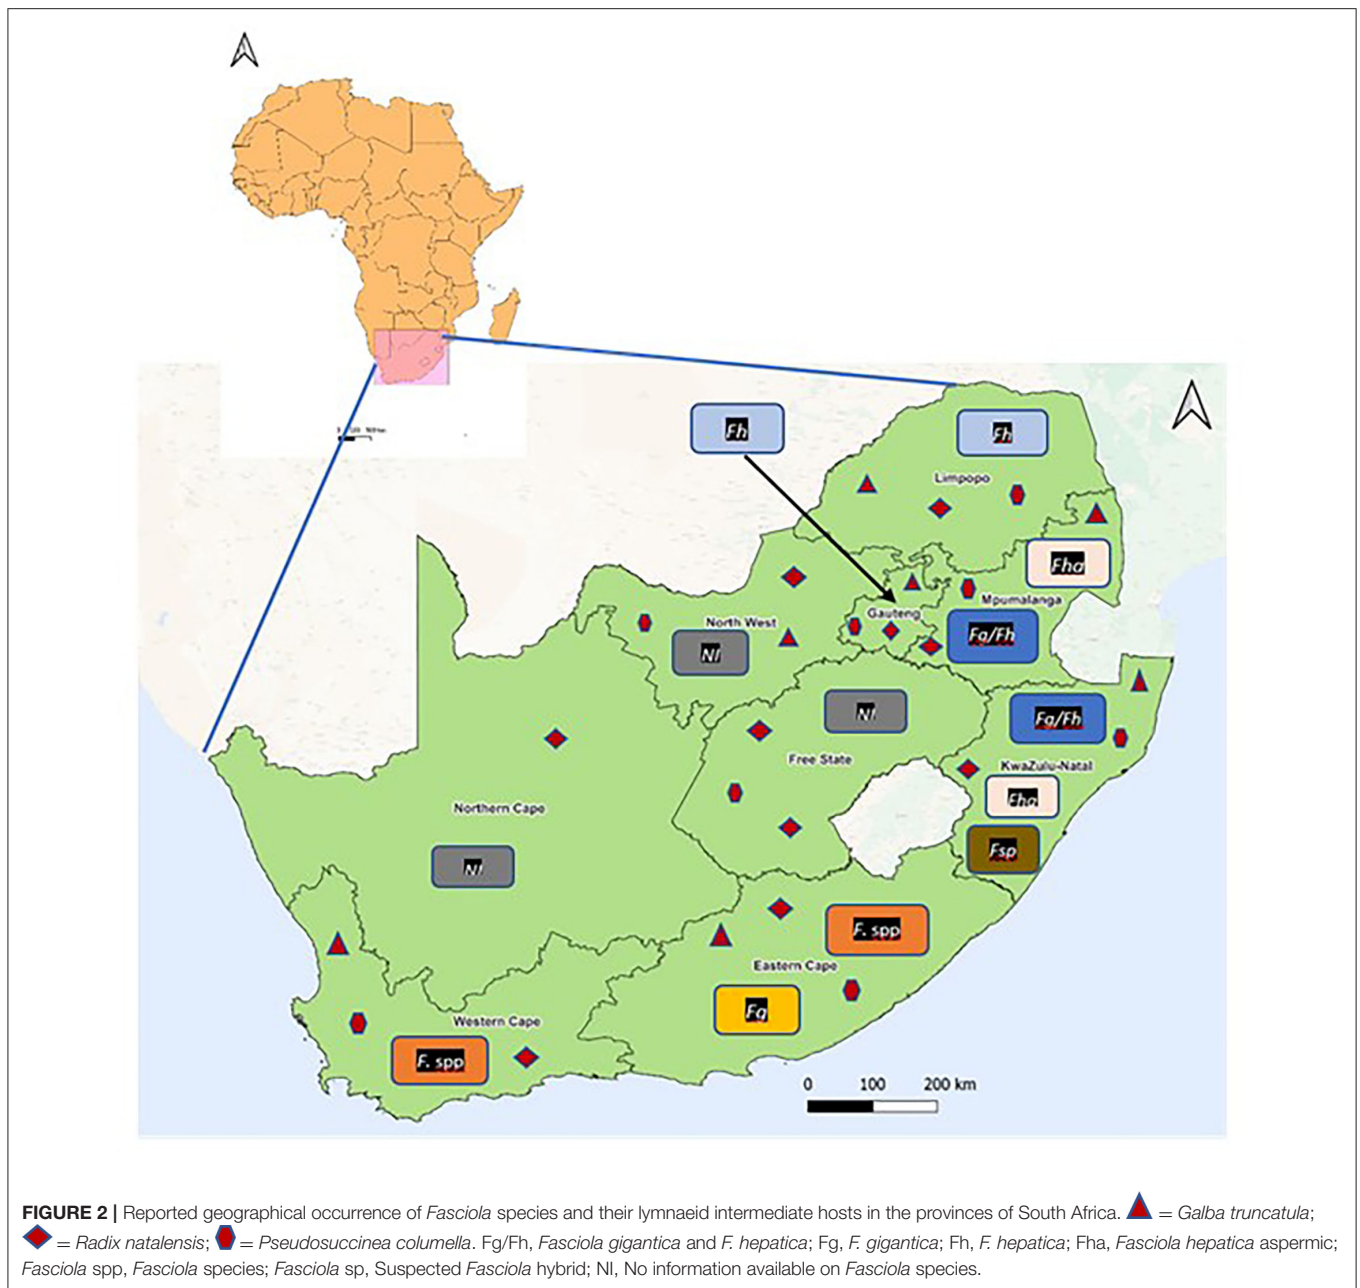 Fh
Fh
Limpopo
Fha
Mpumalanga
Gauteng
North West
Fg/Fh
NI
NI
Fg/Fh
Free State
KwaZulu-Natal
Fha
Northern Cape
Fsp
NI
F. spp
Eastern Cape
Fg
Western Cape
F. spp
0 100 200 km
FIGURE 2 | Reported geographical occurrence of Fasciola species and their lymnaeid intermediate hosts in the provinces of South Africa. = Galba truncatula;
= Radix natalensis; = Pseudosuccinea columella. Fg/Fh, Fasciola gigantica and F. hepatica; Fg, F. gigantica; Fh, F. hepatica; Fha, Fasciola hepatica aspermic;
Fasciola spp, Fasciola species; Fasciola sp, Suspected Fasciola hybrid; NI, No information available on Fasciola species.